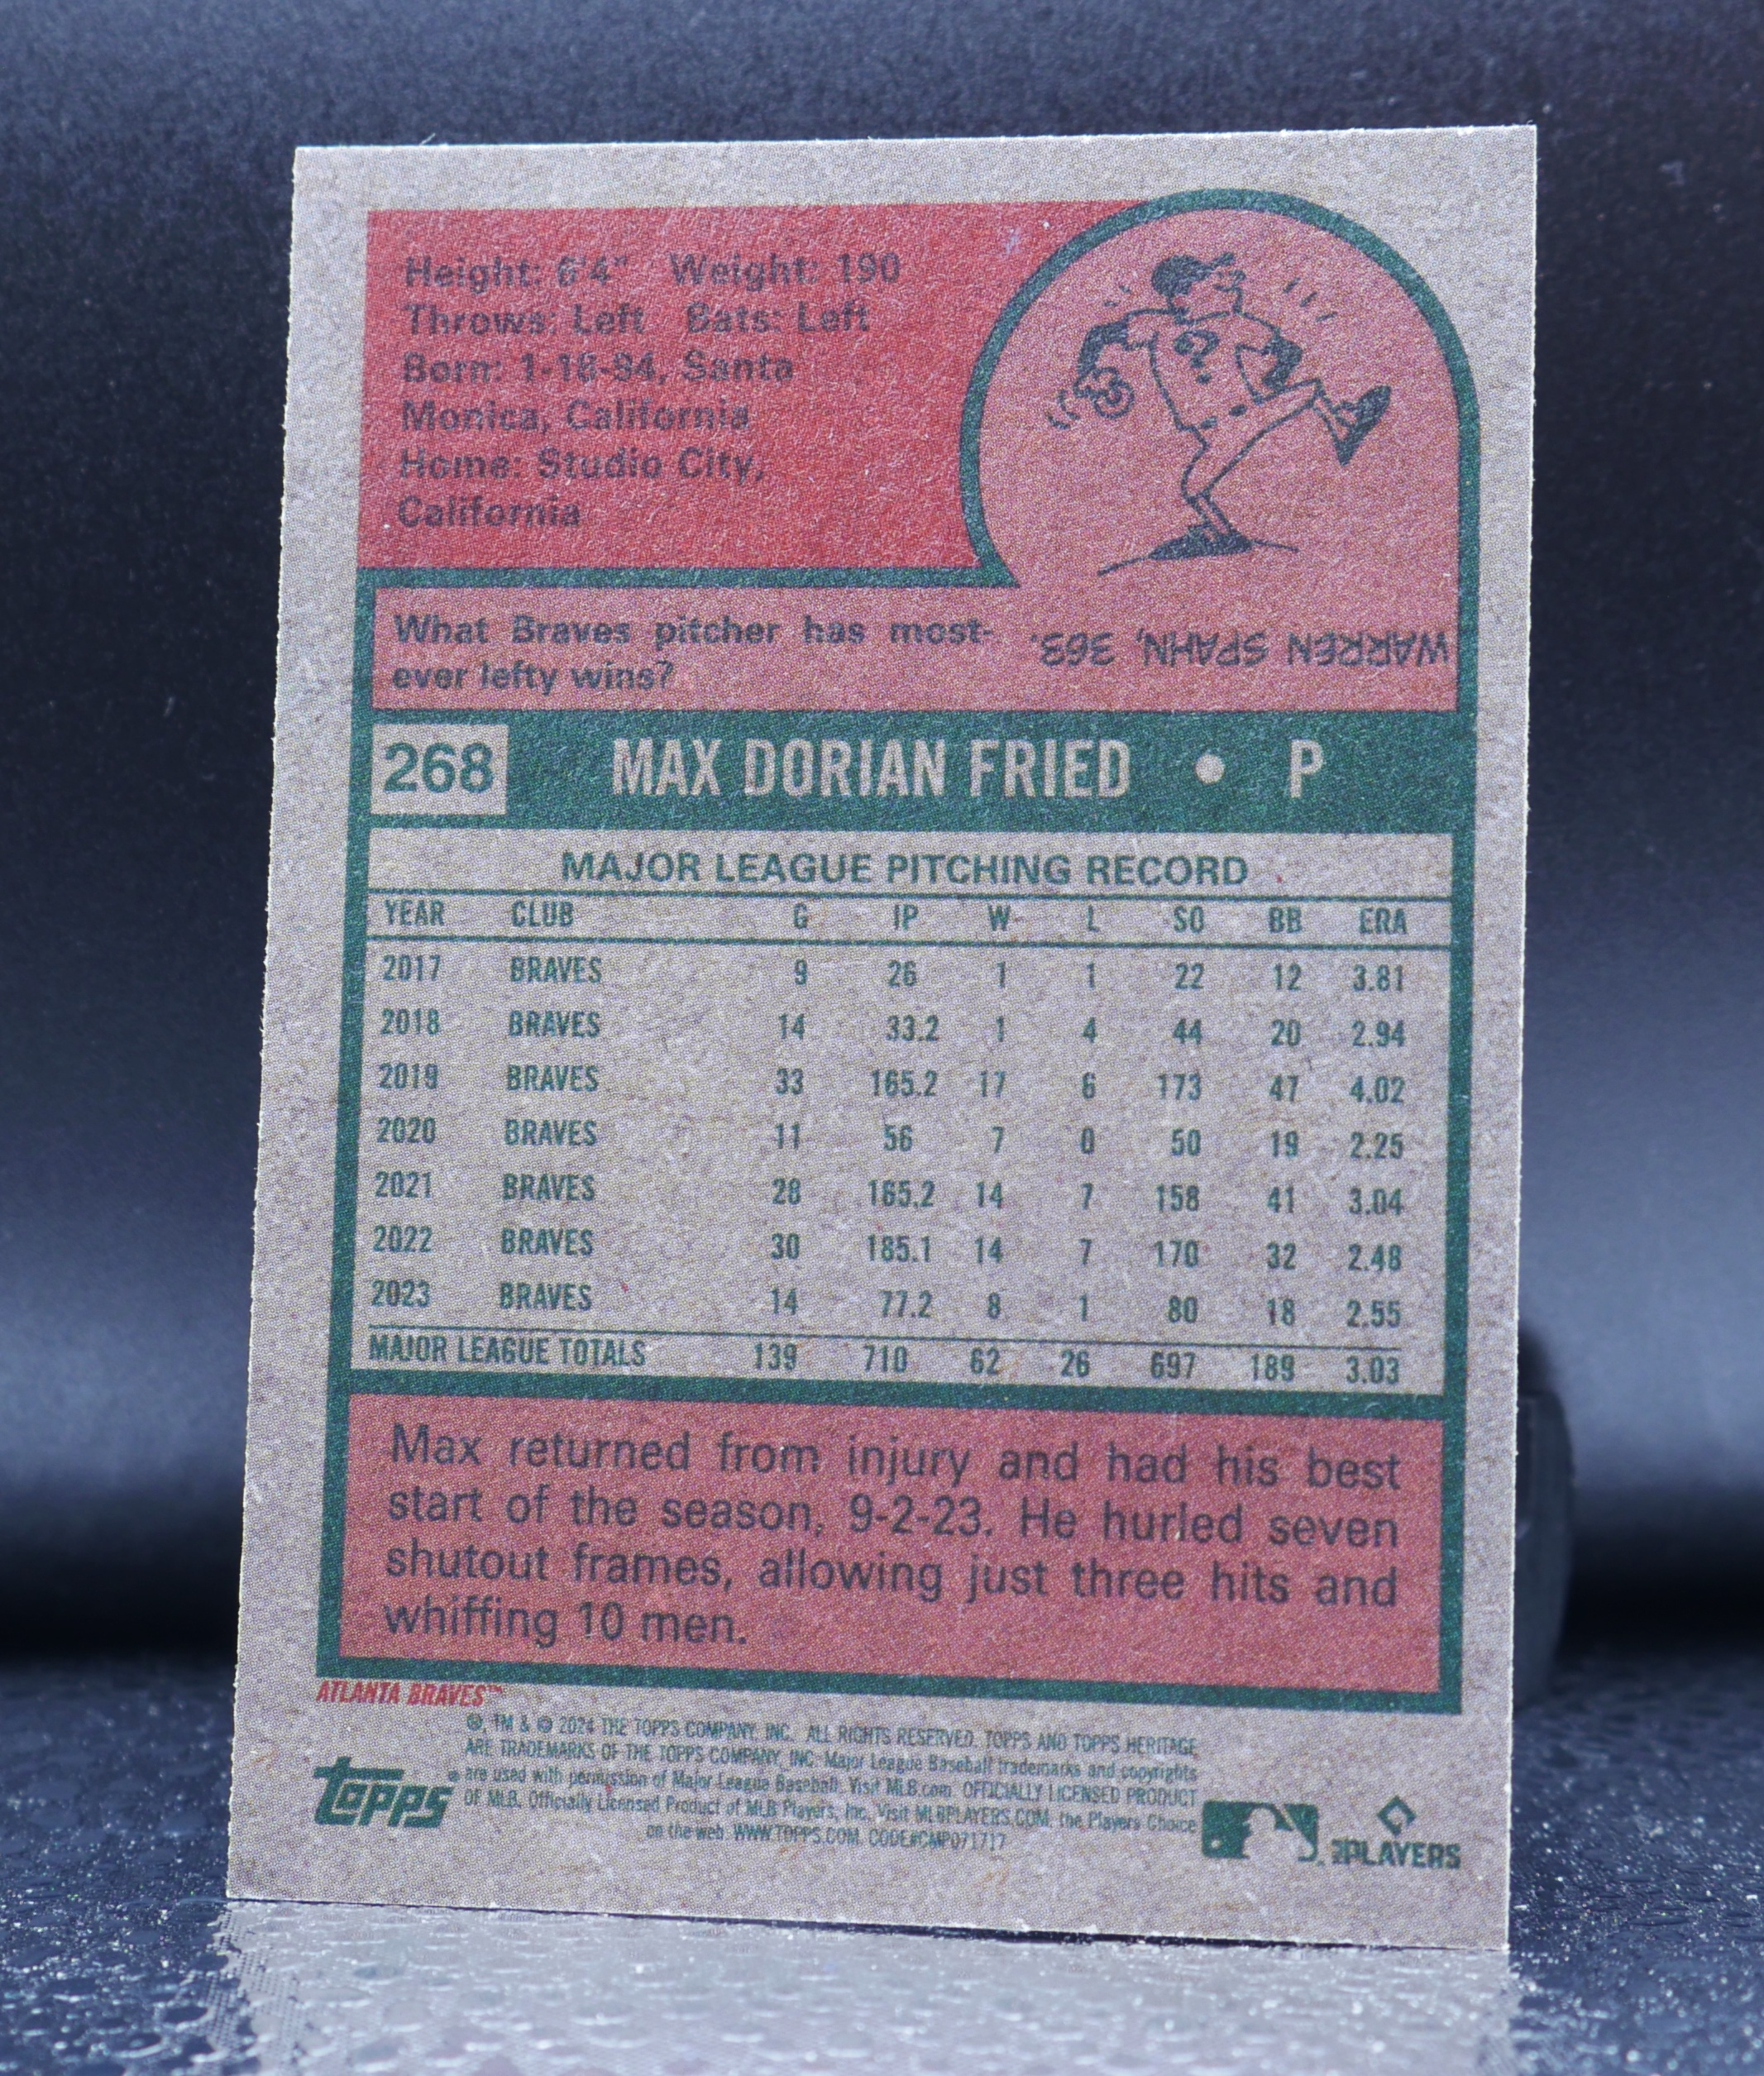 Height: 6'4" Weight: 190
Throws: Left Bats: Left
Born: 1-18-94, Santa
Monica, California
Home: Studio City,
California
What Braves pitcher has most-
ever lefty wins?
WARREN SPAHN, 363.
268 MAX DORIAN FRIED • P
MAJOR LEAGUE PITCHING RECORD
YEAR CLUB G IP W L SO BB ERA
2017 BRAVES 9 26 1 1 22 12 3.81
2018 BRAVES 14 33.2 1 4 44 20 2.94
2019 BRAVES 33 165.2 17 6 173 47 4.02
2020 BRAVES 11 56 7 0 50 19 2.25
2021 BRAVES 28 165.2 14 7 158 41 3.04
2022 BRAVES 30 185.1 14 7 170 32 2.48
2023 BRAVES 14 77.2 8 1 80 18 2.55
MAJOR LEAGUE TOTALS 139 710 62 26 697 189 3.03
Max returned from injury and had his best
start of the season, 9-2-23. He hurled seven
shutout frames, allowing just three hits and
whiffing 10 men.
ATLANTA BRAVES™
®, TM & © 2024 THE TOPPS COMPANY, INC. ALL RIGHTS RESERVED. TOPPS AND TOPPS HERITAGE
ARE TRADEMARKS OF THE TOPPS COMPANY, INC. Major League Baseball trademarks and copyrights
are used with permission of Major League Baseball. Visit MLB.com. OFFICIALLY LICENSED PRODUCT
OF MLB. Officially Licensed Product of MLB Players, Inc. Visit MLBPLAYERS.COM, the Players Choice
on the web. WWW.TOPPS.COM. CODE#CMP071717
topps®
MLB PLAYERS